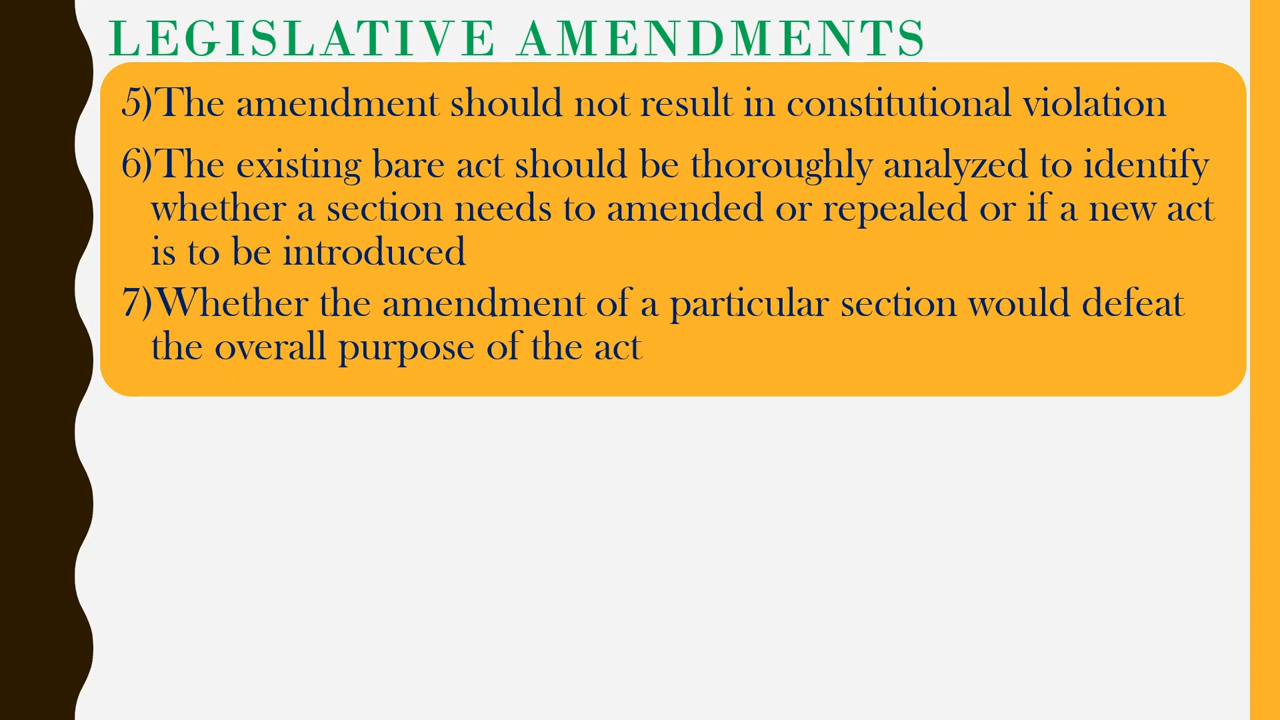 LEGISLATIVE AMENDMENTS
5)The amendment should not result in constitutional violation
6)The existing bare act should be thoroughly analyzed to identify
whether a section needs to amended or repealed or if a new act
is to be introduced
7)Whether the amendment of a particular section would defeat
the overall purpose of the act